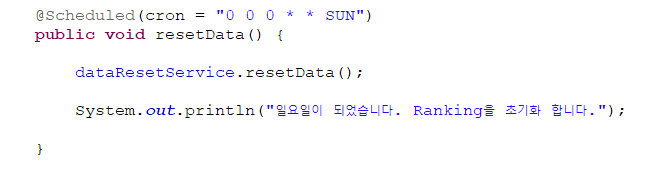 @Scheduled(cron = "0 0 0 * * SUN")
public void resetData() {
dataResetService.resetData();
System.out.println("일요일이 되었습니다. Ranking을 초기화 합니다.");
}